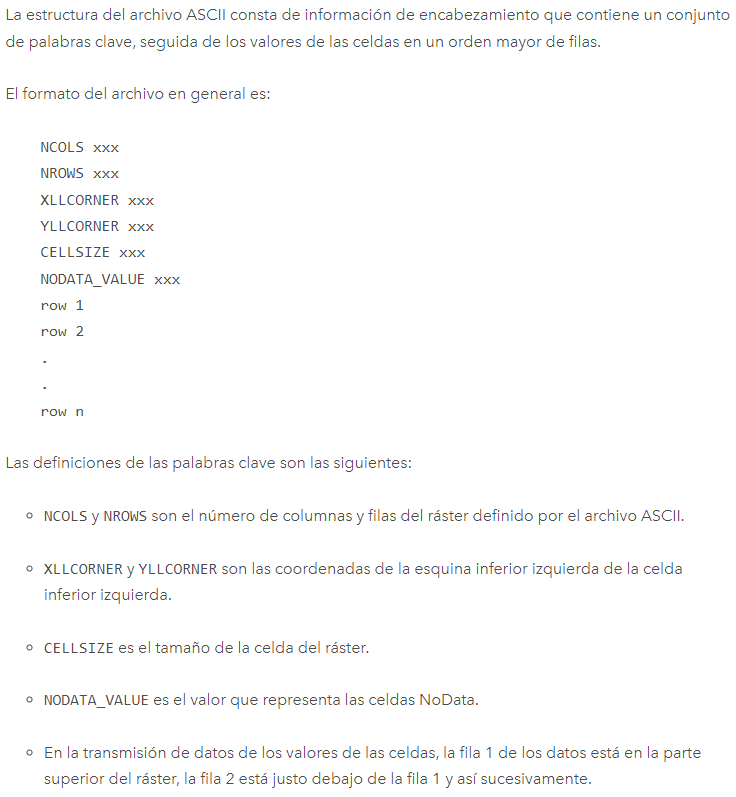 La estructura del archivo ASCII consta de información de encabezamiento que contiene un conjunto
de palabras clave, seguida de los valores de las celdas en un orden mayor de filas.
El formato del archivo en general es:
NCOLS xxx
NROWS xxx
XLLCORNER xxx
YLLCORNER xxx
CELLSIZE xxx
NODATA_VALUE xxx
row 1
row 2
.
.
row n
Las definiciones de las palabras clave son las siguientes:
NCOLS y NROWS son el número de columnas y filas del ráster definido por el archivo ASCII.
XLLCORNER y YLLCORNER son las coordenadas de la esquina inferior izquierda de la celda
inferior izquierda.
CELLSIZE es el tamaño de la celda del ráster.
NODATA_VALUE es el valor que representa las celdas NoData.
En la transmisión de datos de los valores de las celdas, la fila 1 de los datos está en la parte
superior del ráster, la fila 2 está justo debajo de la fila 1 y así sucesivamente.